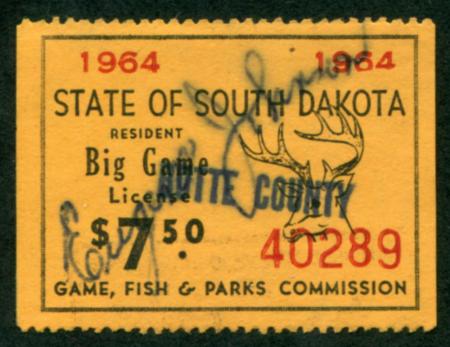 1964 1964
STATE OF SOUTH DAKOTA
RESIDENT
Big Game
License
BUTTE COUNTY
$7.50
40289
GAME, FISH & PARKS COMMISSION